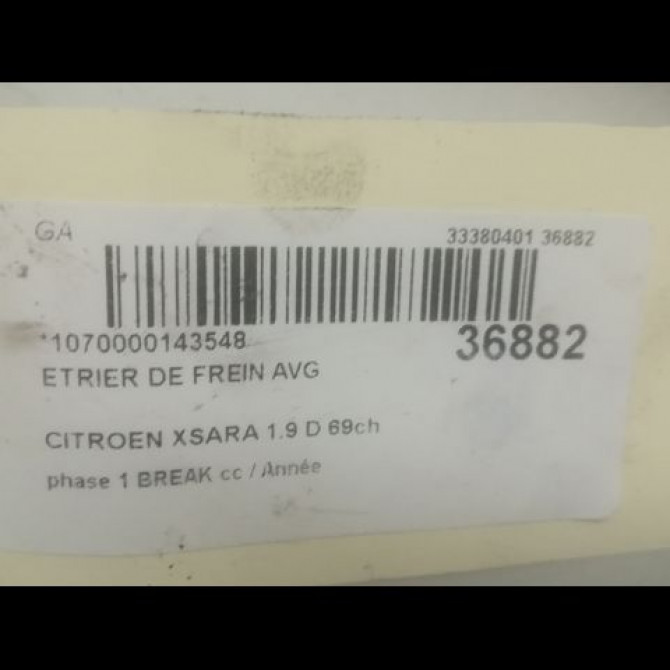 GA
33380401 36882
*1070000143548
36882
ETRIER DE FREIN AVG
CITROEN XSARA 1.9 D 69ch
phase 1 BREAK cc / Année